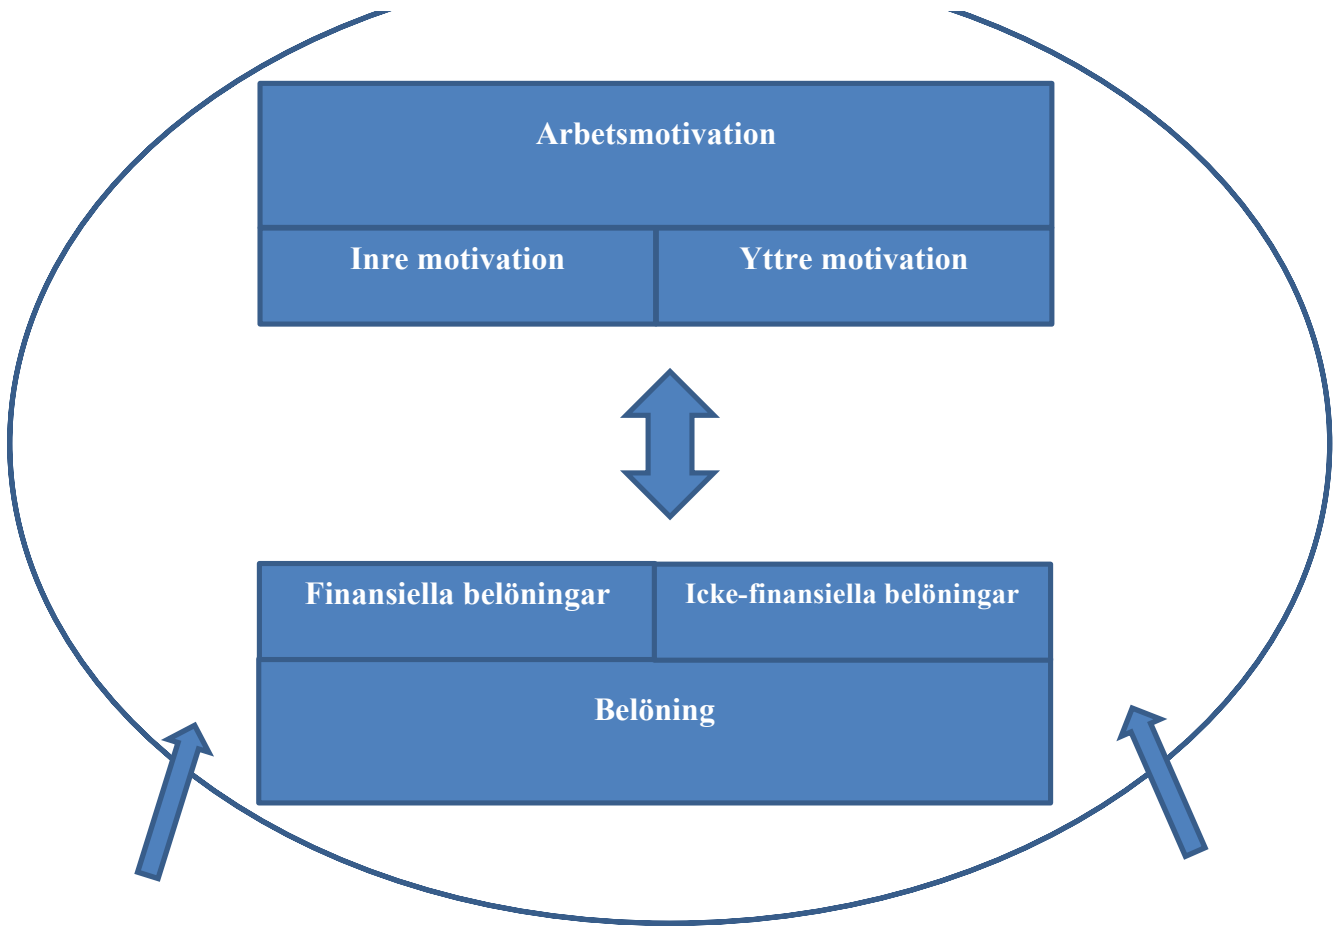 Arbetsmotivation
Inre motivation
Yttre motivation
Finansiella belöningar
Icke-finansiella belöningar
Belöning